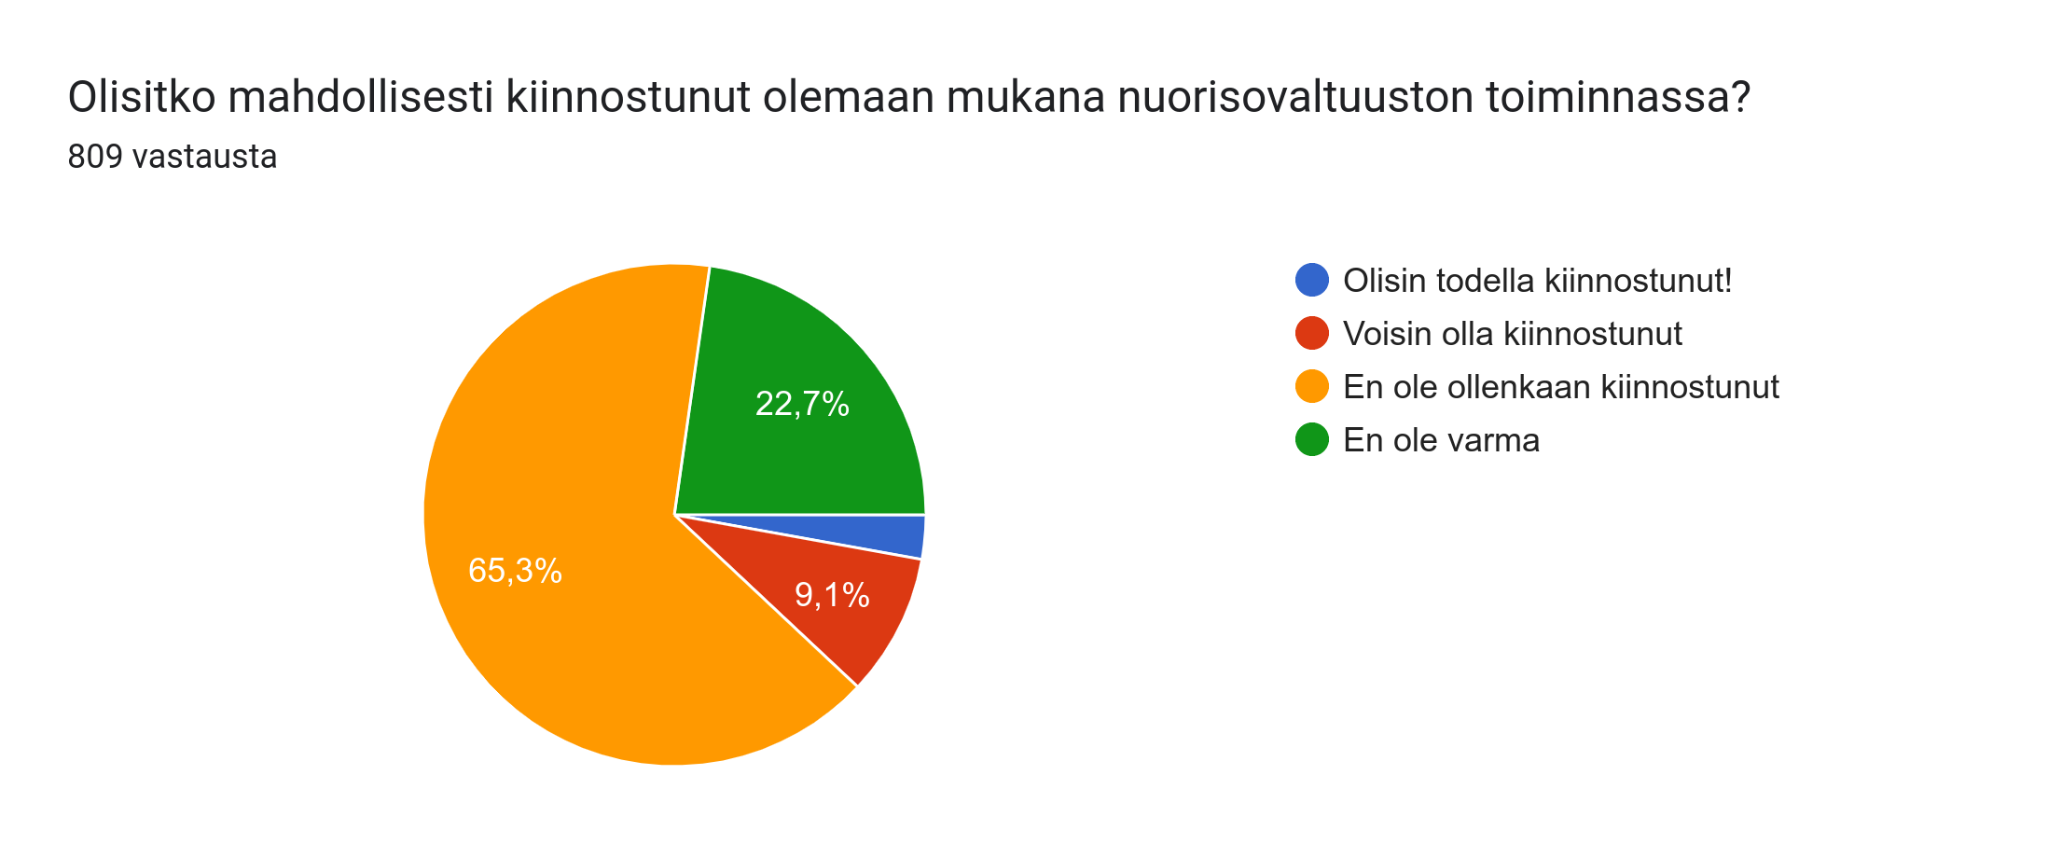 Olisitko mahdollisesti kiinnostunut olemaan mukana nuorisovaltuuston toiminnassa?
809 vastausta
Olisin todella kiinnostunut!
Voisin olla kiinnostunut
En ole ollenkaan kiinnostunut
En ole varma
22,7%
65,3%
9,1%